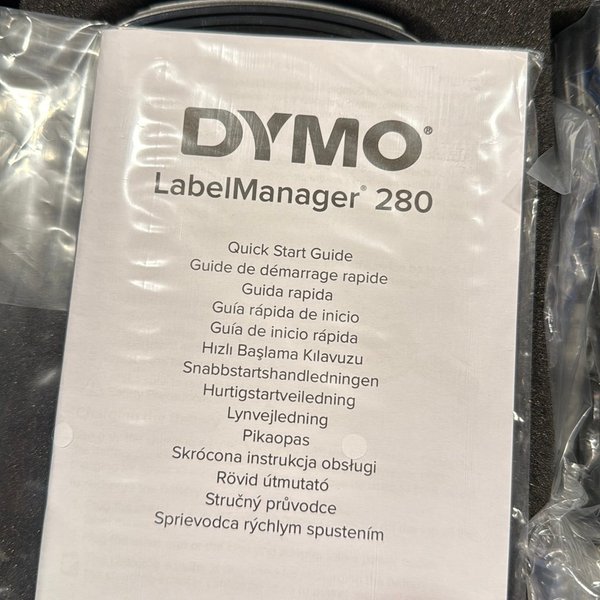 DYMO®
LabelManager® 280
Quick Start Guide
Guide de démarrage rapide
Guida rapida
Guía rápida de inicio
Guía de inicio rápida
Hızlı Başlama Kılavuzu
Snabbstartshandledningen
Hurtigstartveiledning
Lynvejledning
Pikaopas
Skrócona instrukcja obsługi
Rövid útmutató
Stručný průvodce
Sprievodca rýchlym spustením